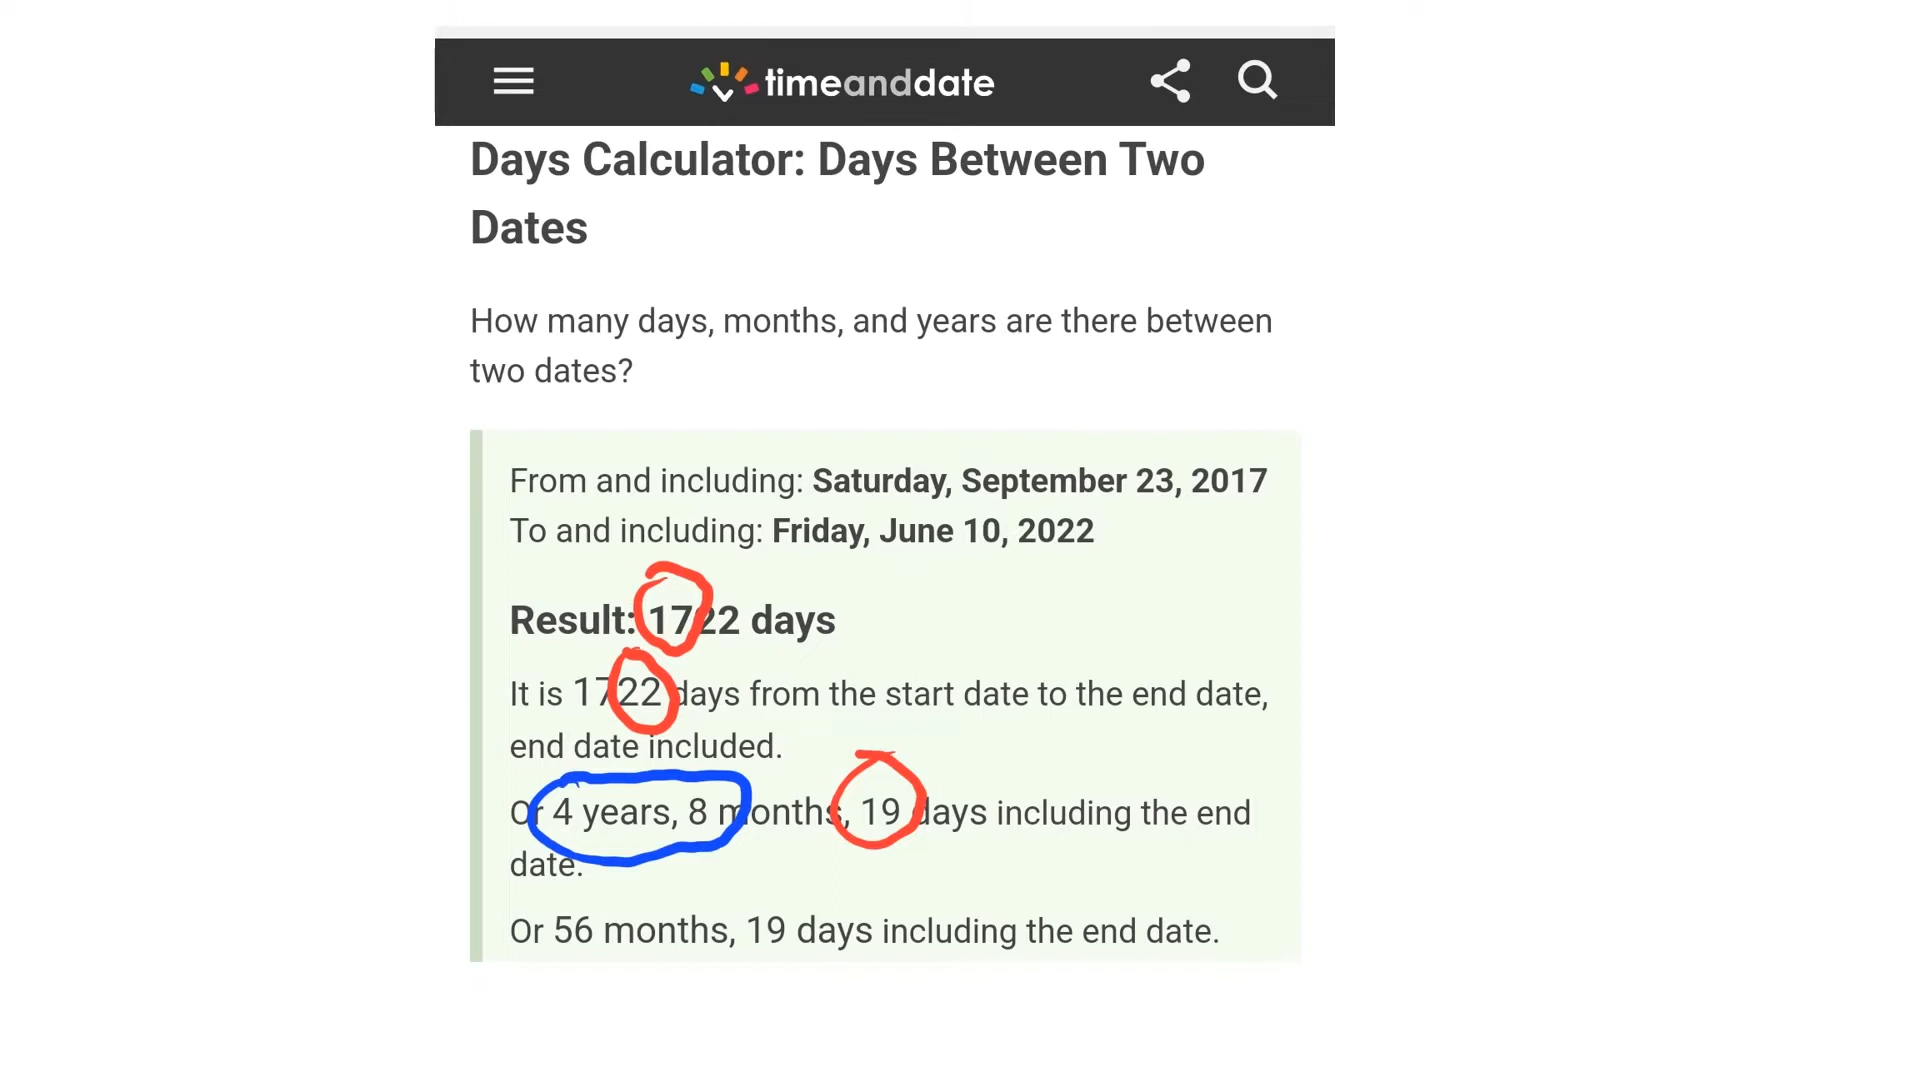 timeanddate
Days Calculator: Days Between Two
Dates
How many days, months, and years are there between
two dates?
From and including: Saturday, September 23, 2017
To and including: Friday, June 10, 2022
Result: 1722 days
It is 1722 days from the start date to the end date,
end date included.
Or 4 years, 8 months, 19 days including the end
date.
Or 56 months, 19 days including the end date.